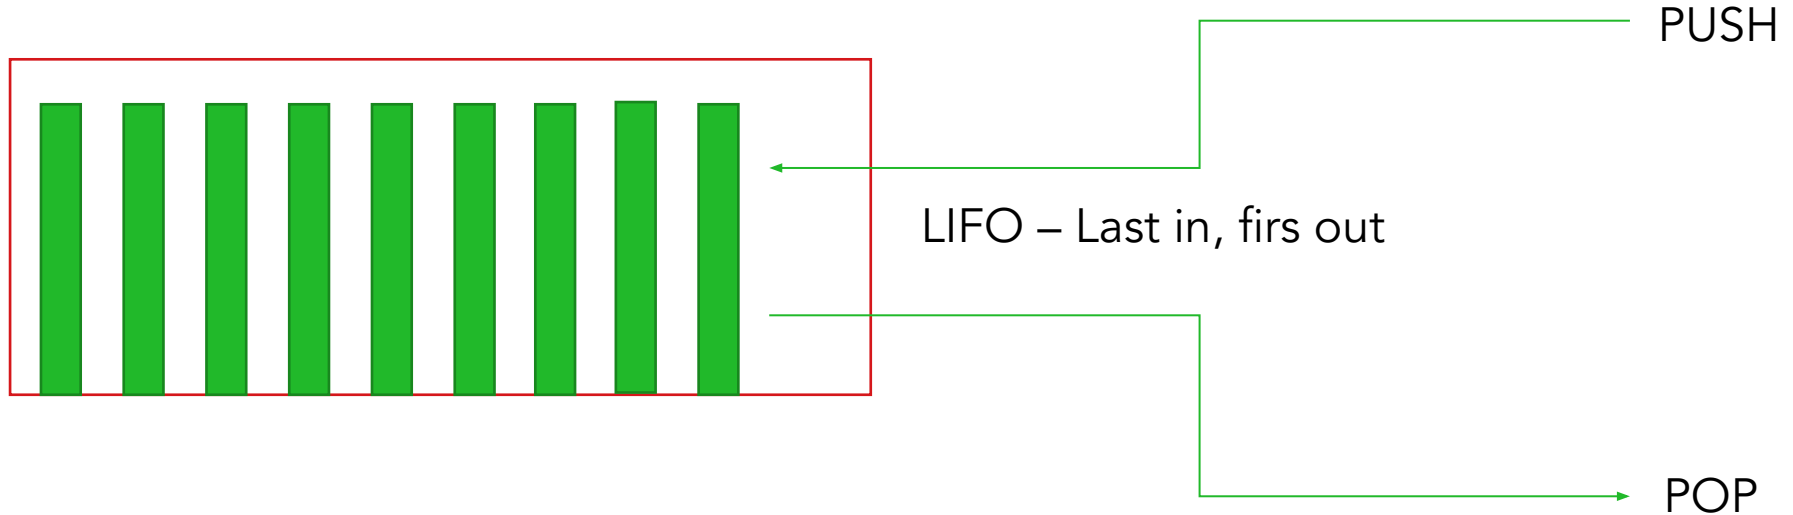 PUSH
LIFO – Last in, firs out
POP